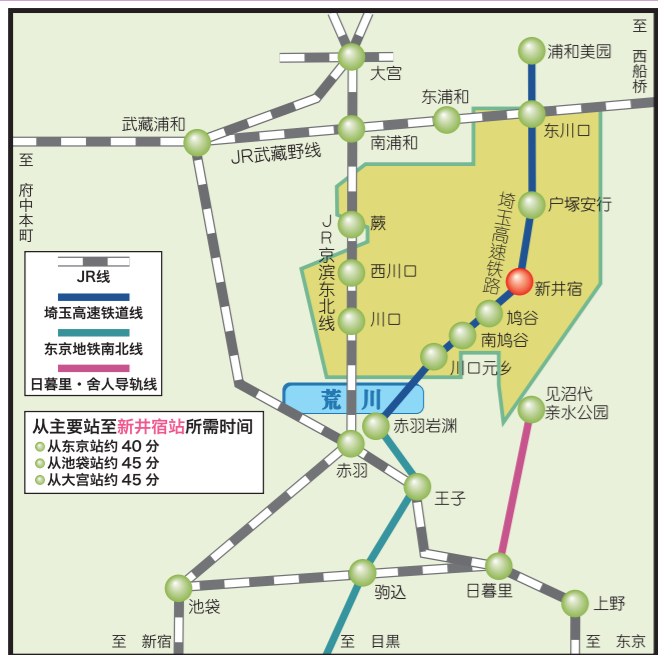 至 西船桥
浦和美园
大宫
东浦和
武藏浦和
南浦和
东川口
JR武藏野线
至 府中本町
户塚安行
埼玉高速铁路
蕨
JR京滨东北线
西川口
新井宿
JR线
川口
鸠谷
埼玉高速铁道线
南鸠谷
东京地铁南北线
川口元乡
日暮里・舍人导轨线
荒川
见沼代
亲水公园
从主要站至新井宿站所需时间
从东京站约 40 分
从池袋站约 45 分
从大宫站约 45 分
赤羽岩渊
赤羽
王子
池袋
驹込
日暮里
上野
至 新宿
至 目黒
至 东京